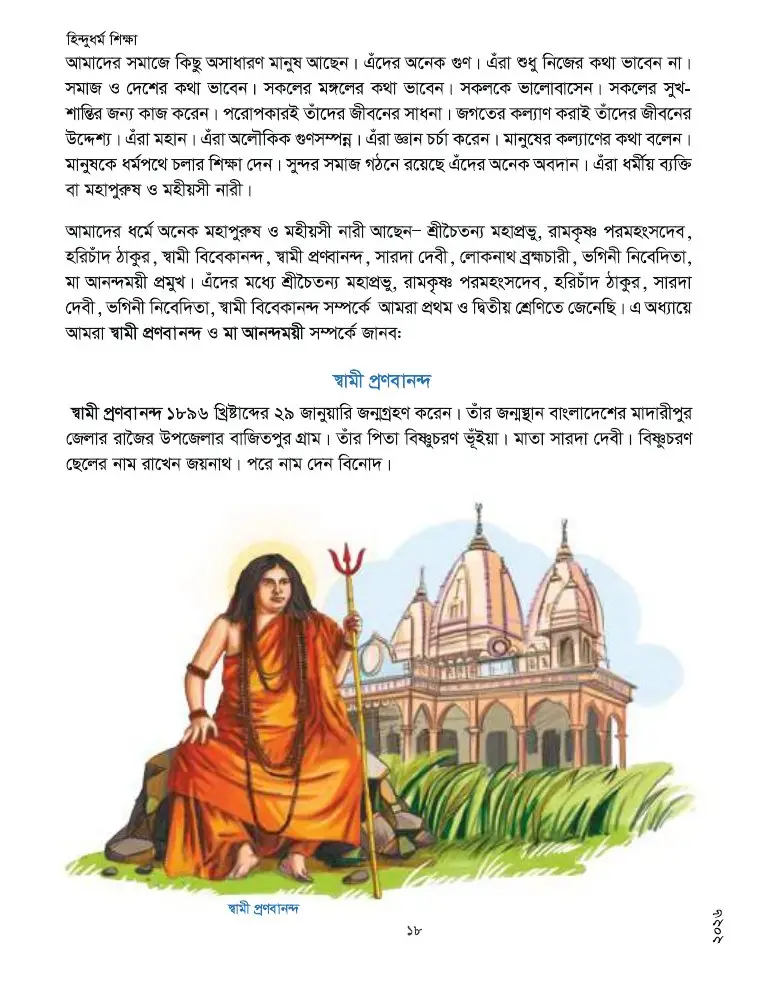 হিন্দুধর্ম শিক্ষা
আমাদের সমাজে কিছু অসাধারণ মানুষ আছেন। এঁদের অনেক গুণ। এঁরা শুধু নিজের কথা ভাবেন না।
সমাজ ও দেশের কথা ভাবেন। সকলের মঙ্গলের কথা ভাবেন। সকলকে ভালোবাসেন। সকলের সুখ-
শান্তির জন্য কাজ করেন। পরোপকারই তাঁদের জীবনের সাধনা। জগতের কল্যাণ করাই তাঁদের জীবনের
উদ্দেশ্য। এঁরা মহান। এঁরা অলৌকিক গুণসম্পন্ন। এঁরা জ্ঞান চর্চা করেন। মানুষের কল্যাণের কথা বলেন।
মানুষকে ধর্মপথে চলার শিক্ষা দেন। সুন্দর সমাজ গঠনে রয়েছে এঁদের অনেক অবদান। এঁরা ধর্মীয় ব্যক্তি
বা মহাপুরুষ ও মহীয়সী নারী।
আমাদের ধর্মে অনেক মহাপুরুষ ও মহীয়সী নারী আছেন– শ্রীচৈতন্য মহাপ্রভু, রামকৃষ্ণ পরমহংসদেব,
হরিচাঁদ ঠাকুর, স্বামী বিবেকানন্দ, স্বামী প্রণবানন্দ, সারদা দেবী, লোকনাথ ব্রহ্মচারী, ভগিনী নিবেদিতা,
মা আনন্দময়ী প্রমুখ। এঁদের মধ্যে শ্রীচৈতন্য মহাপ্রভু, রামকৃষ্ণ পরমহংসদেব, হরিচাঁদ ঠাকুর, সারদা
দেবী, ভগিনী নিবেদিতা, স্বামী বিবেকানন্দ সম্পর্কে আমরা প্রথম ও দ্বিতীয় শ্রেণিতে জেনেছি। এ অধ্যায়ে
আমরা স্বামী প্রণবানন্দ ও মা আনন্দময়ী সম্পর্কে জানব:
স্বামী প্রণবানন্দ
স্বামী প্রণবানন্দ ১৮৯৬ খ্রিষ্টাব্দের ২৯ জানুয়ারি জন্মগ্রহণ করেন। তাঁর জন্মস্থান বাংলাদেশের মাদারীপুর
জেলার রাজৈর উপজেলার বাজিতপুর গ্রাম। তাঁর পিতা বিষ্ণুচরণ ভূঁইয়া। মাতা সারদা দেবী। বিষ্ণুচরণ
ছেলের নাম রাখেন জয়নাথ। পরে নাম দেন বিনোদ।
স্বামী প্রণবানন্দ
১৮
২০২৬